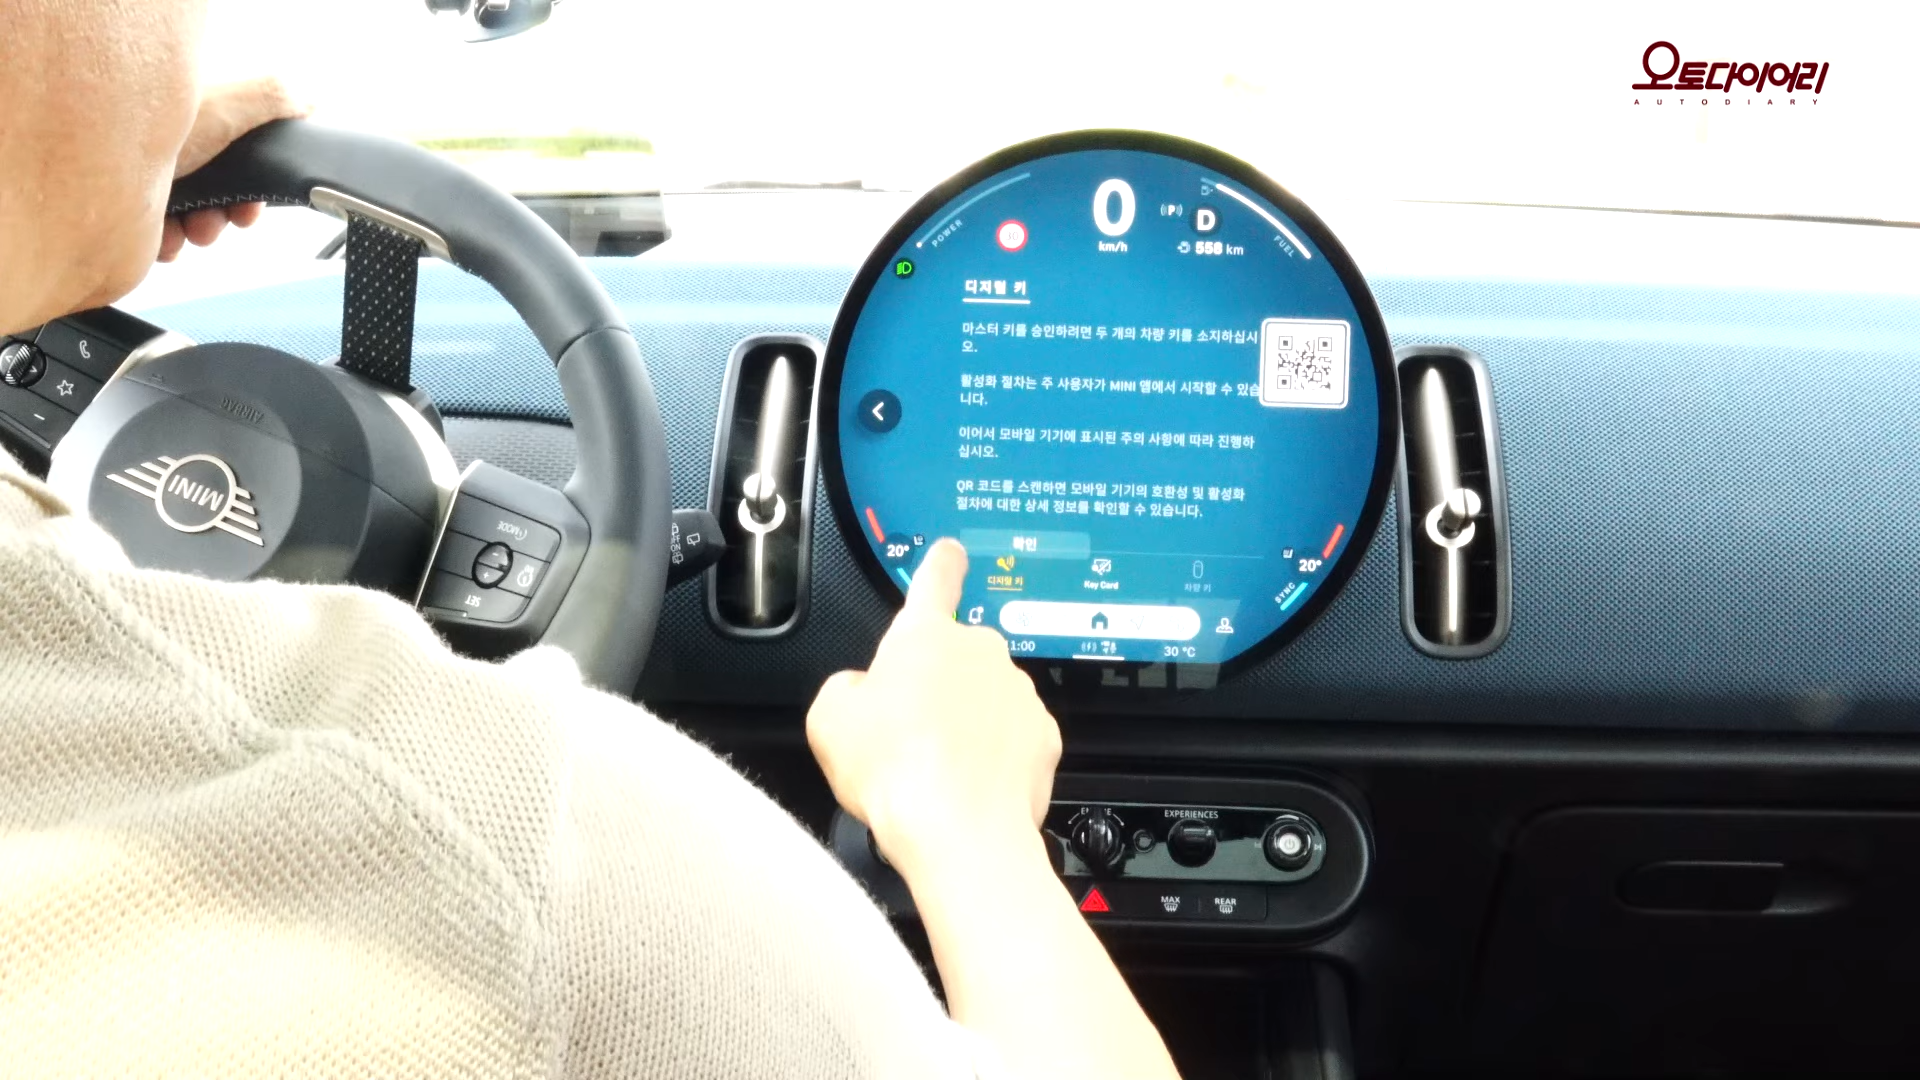 오토다이어리
AUTODIARY
POWER
30
0
km/h
(P)
D
558 km
FUEL
디지털 키
마스터 키를 승인하려면 두 개의 차량 키를 소지하십시
오.
활성화 절차는 주 사용자가 MINI 앱에서 시작할 수 있습
니다.
이어서 모바일 기기에 표시된 주의 사항에 따라 진행하
십시오.
QR 코드를 스캔하면 모바일 기기의 호환성 및 활성화
절차에 대한 상세 정보를 확인할 수 있습니다.
확인
디지털 키
Key Card
차량 키
20°
20°
SYNC
:00
30 °C
AIRBAG
MINI
MODE
SET
OFF
ON
EXPERIENCES
MAX
REAR